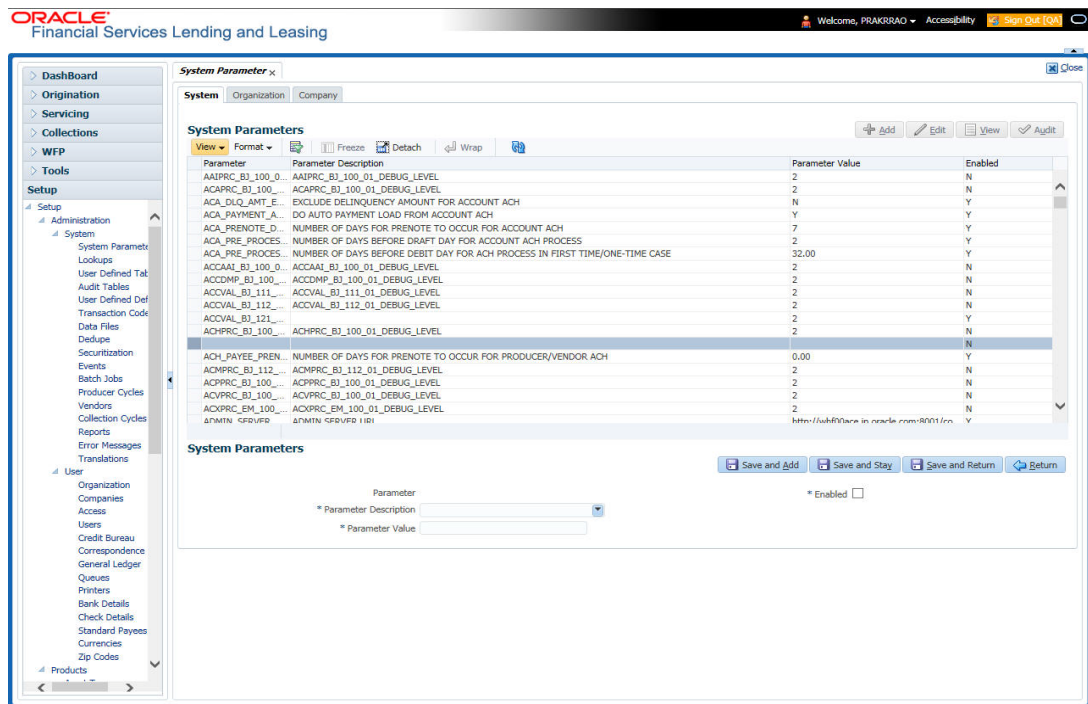 ORACLE®
Financial Services Lending and Leasing
Welcome, PRAKRRAO Accessibility Sign Out [QA]
Close
System Parameter x
System Organization Company
System Parameters
Add Edit View Audit
View Format Freeze Detach Wrap
Parameter Parameter Description Parameter Value Enabled
AAIPRC_BJ_100_0... AAIPRC_BJ_100_01_DEBUG_LEVEL 2 N
ACAPRC_BJ_100_... ACAPRC_BJ_100_01_DEBUG_LEVEL 2 N
ACA_DLQ_AMT_E... EXCLUDE DELINQUENCY AMOUNT FOR ACCOUNT ACH N Y
ACA_PAYMENT_A... DO AUTO PAYMENT LOAD FROM ACCOUNT ACH Y Y
ACA_PRENOTE_D... NUMBER OF DAYS FOR PRENOTE TO OCCUR FOR ACCOUNT ACH 7 Y
ACA_PRE_PROCES... NUMBER OF DAYS BEFORE DRAFT DAY FOR ACCOUNT ACH PROCESS 2 Y
ACA_PRE_PROCES... NUMBER OF DAYS BEFORE DEBIT DAY FOR ACH PROCESS IN FIRST TIME/ONE-TIME CASE 32.00 Y
ACCAAI_BJ_100_0... ACCAAI_BJ_100_01_DEBUG_LEVEL 2 N
ACCDMP_BJ_100_... ACCDMP_BJ_100_01_DEBUG_LEVEL 2 N
ACCVAL_BJ_111_... ACCVAL_BJ_111_01_DEBUG_LEVEL 2 N
ACCVAL_BJ_112_... ACCVAL_BJ_112_01_DEBUG_LEVEL 2 N
ACCVAL_BJ_121_... 2 Y
ACHPRC_BJ_100_... ACHPRC_BJ_100_01_DEBUG_LEVEL 2 N
N
ACH_PAYEE_PREN... NUMBER OF DAYS FOR PRENOTE TO OCCUR FOR PRODUCER/VENDOR ACH 0.00 Y
ACMPRC_BJ_112_... ACMPRC_BJ_112_01_DEBUG_LEVEL 2 N
ACPPRC_BJ_100_... ACPPRC_BJ_100_01_DEBUG_LEVEL 2 N
ACVPRC_BJ_100_... ACVPRC_BJ_100_01_DEBUG_LEVEL 2 N
ACXPRC_EM_100_... ACXPRC_EM_100_01_DEBUG_LEVEL 2 N
ADMIN_SERVER_... ADMIN SERVER URL http://whf00ace.in.oracle.com:8001/co... Y
System Parameters
Save and Add Save and Stay Save and Return Return
Parameter * Enabled
* Parameter Description
* Parameter Value
DashBoard
Origination
Servicing
Collections
WFP
Tools
Setup
Setup
Administration
System
System Paramete
Lookups
User Defined Tab
Audit Tables
User Defined Def
Transaction Code
Data Files
Dedupe
Securitization
Events
Batch Jobs
Producer Cycles
Vendors
Collection Cycles
Reports
Error Messages
Translations
User
Organization
Companies
Access
Users
Credit Bureau
Correspondence
General Ledger
Queues
Printers
Bank Details
Check Details
Standard Payees
Currencies
Zip Codes
Products